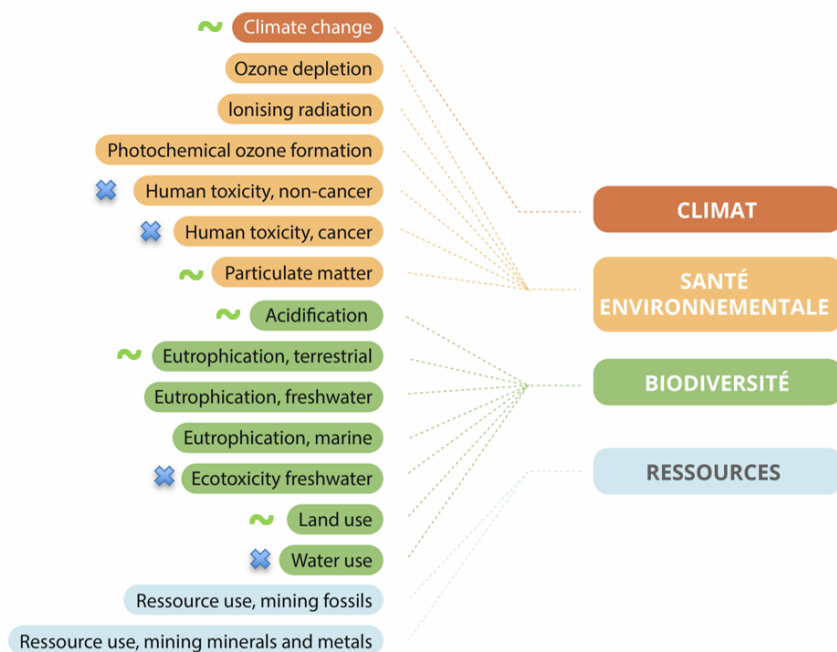 Climate change
Ozone depletion
Ionising radiation
Photochemical ozone formation
Human toxicity, non-cancer
Human toxicity, cancer
Particulate matter
Acidification
Eutrophication, terrestrial
Eutrophication, freshwater
Eutrophication, marine
Ecotoxicity freshwater
Land use
Water use
Ressource use, mining fossils
Ressource use, mining minerals and metals
CLIMAT
SANTÉ
ENVIRONNEMENTALE
BIODIVERSITÉ
RESSOURCES